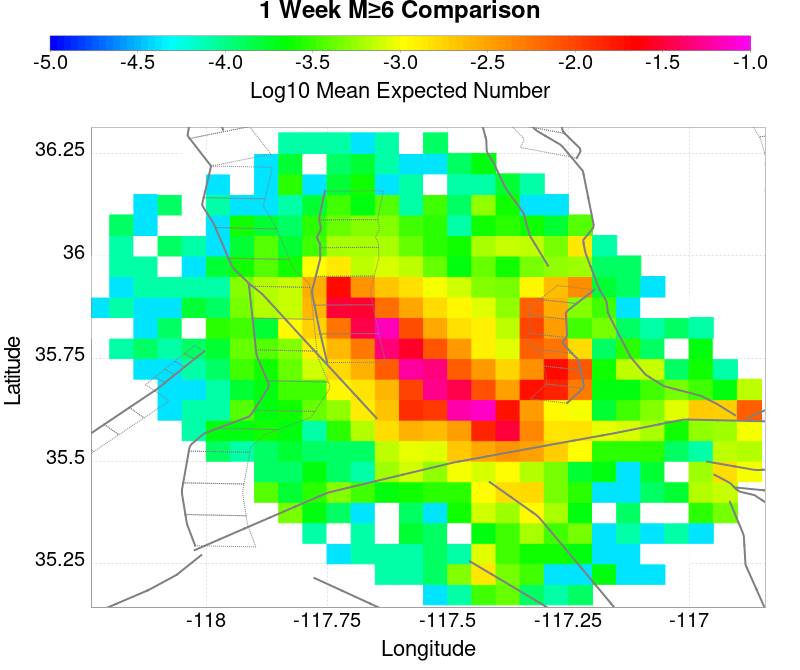 1 Week M≥6 Comparison
-5.0 -4.5 -4.0 -3.5 -3.0 -2.5 -2.0 -1.5 -1.0
Log10 Mean Expected Number
36.25
36
35.75
35.5
35.25
Latitude
-118 -117.75 -117.5 -117.25 -117
Longitude